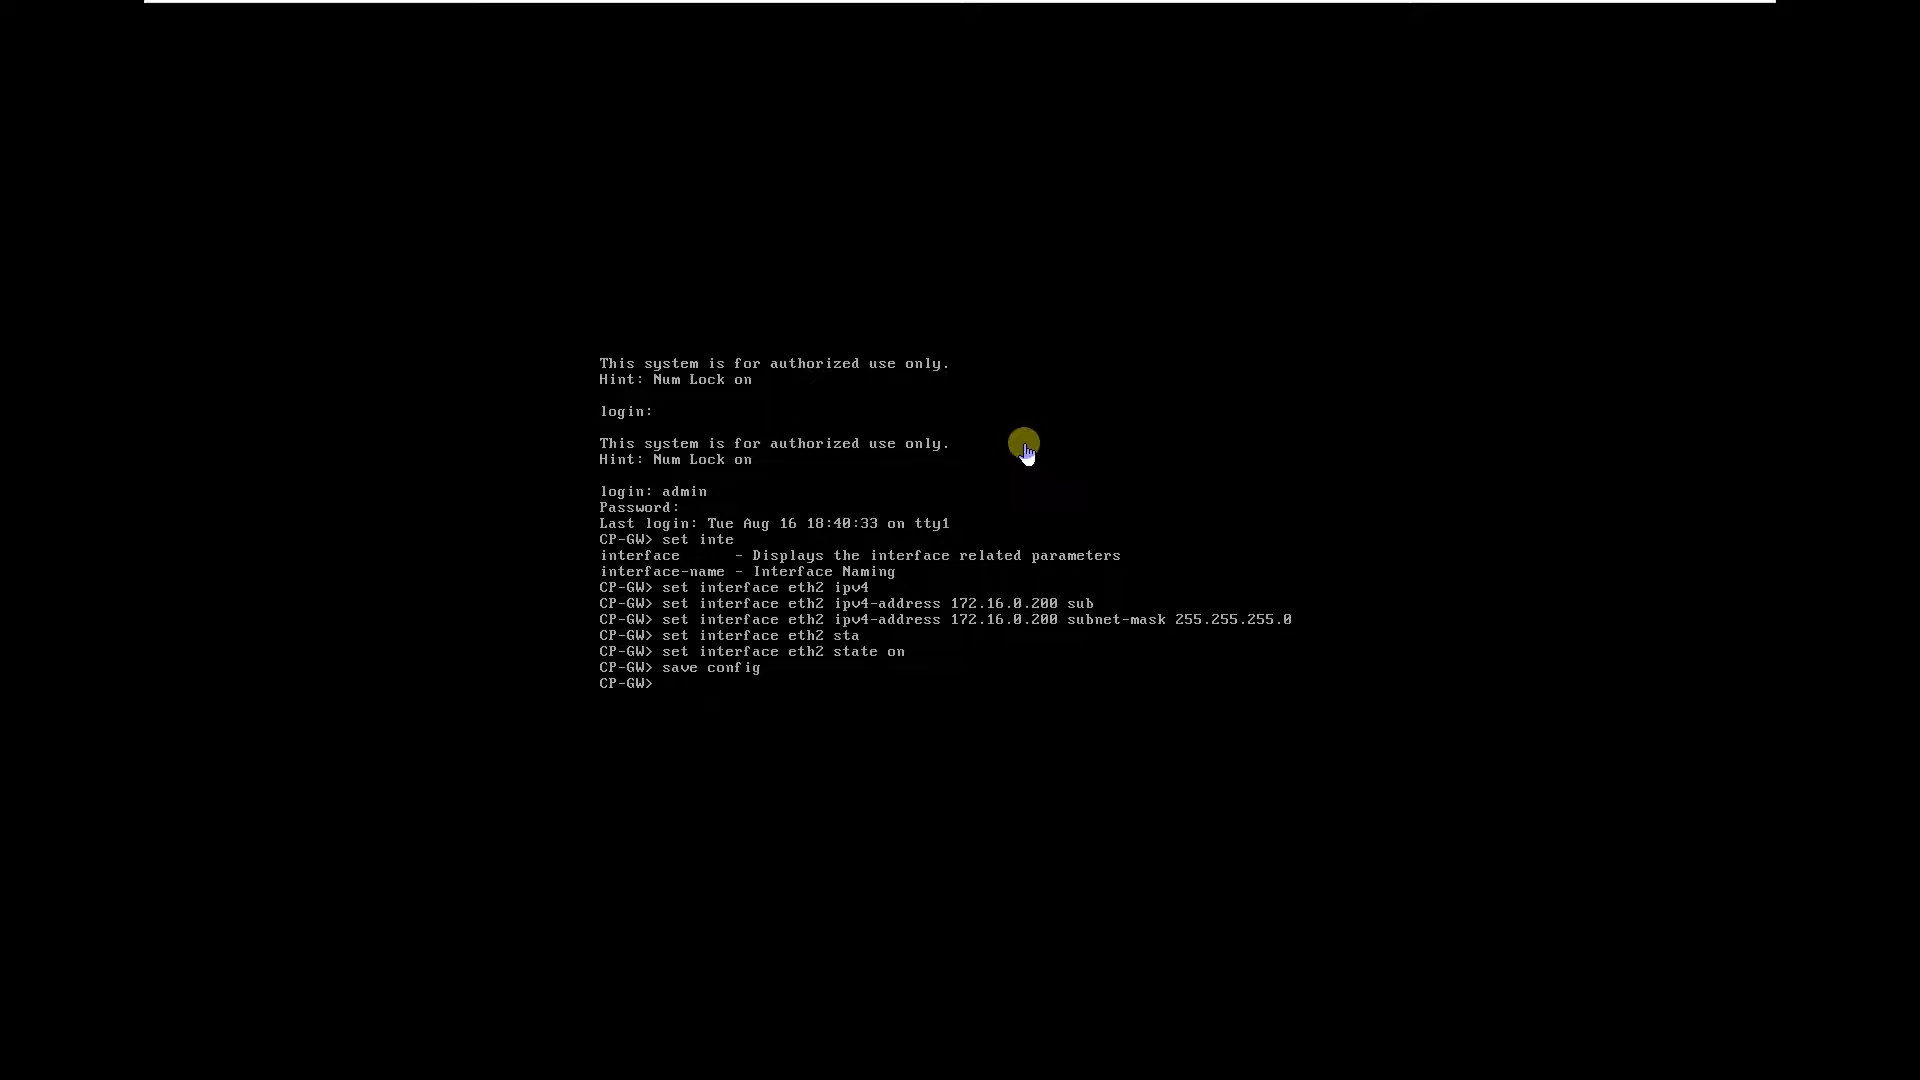 This system is for authorized use only.
Hint: Num Lock on
login:
This system is for authorized use only.
Hint: Num Lock on
login: admin
Password:
Last login: Tue Aug 16 18:40:33 on tty1
CP-GW> set inte
interface      - Displays the interface related parameters
interface-name - Interface Naming
CP-GW> set interface eth2 ipv4
CP-GW> set interface eth2 ipv4-address 172.16.0.200 sub
CP-GW> set interface eth2 ipv4-address 172.16.0.200 subnet-mask 255.255.255.0
CP-GW> set interface eth2 sta
CP-GW> set interface eth2 state on
CP-GW> save config
CP-GW>